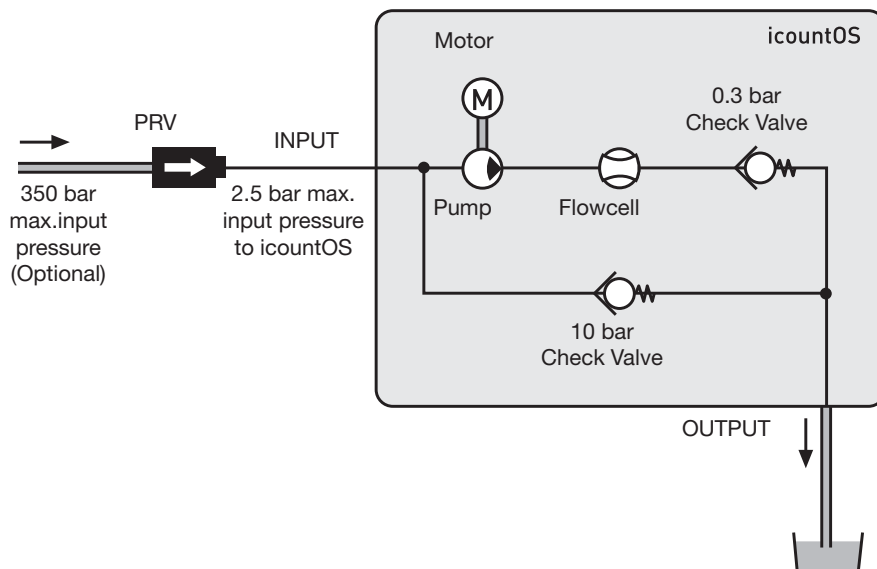 icountOS
Motor
M
0.3 bar
Check Valve
PRV
INPUT
350 bar
max.input
pressure
(Optional)
2.5 bar max.
input pressure
to icountOS
Pump
Flowcell
10 bar
Check Valve
OUTPUT